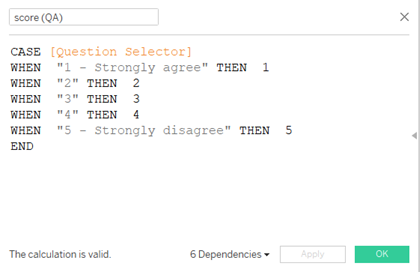 score (QA)
CASE [Question Selector]
WHEN "1 - Strongly agree" THEN 1
WHEN "2" THEN 2
WHEN "3" THEN 3
WHEN "4" THEN 4
WHEN "5 - Strongly disagree" THEN 5
END
The calculation is valid. 6 Dependencies Apply OK